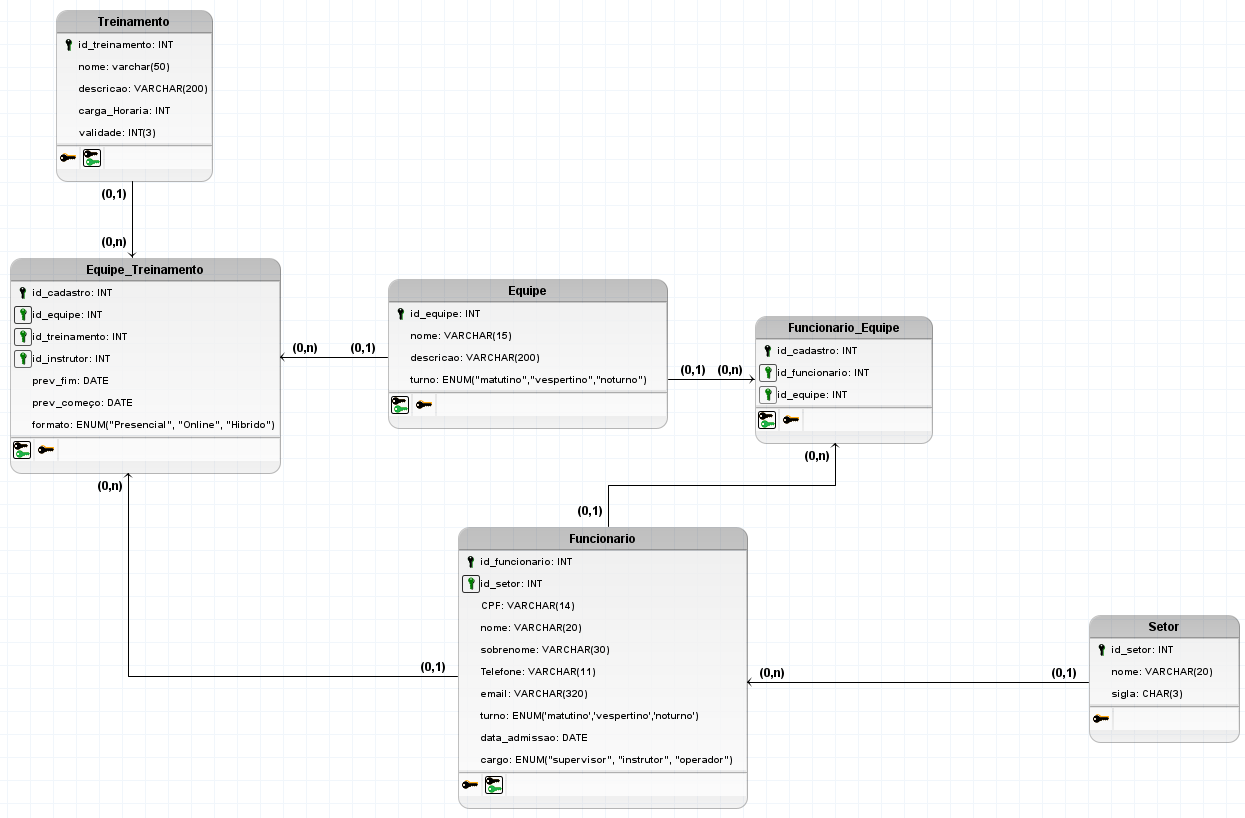 Treinamento
id_treinamento: INT
nome: varchar(50)
descricao: VARCHAR(200)
carga_Horaria: INT
validade: INT(3)
(0,1)
(0,n)
Equipe_Treinamento
id_cadastro: INT
id_equipe: INT
id_treinamento: INT
id_instrutor: INT
prev_fim: DATE
prev_começo: DATE
formato: ENUM("Presencial", "Online", "Hibrido")
(0,n)
(0,1)
Equipe
id_equipe: INT
nome: VARCHAR(15)
descricao: VARCHAR(200)
turno: ENUM("matutino","vespertino","noturno")
(0,1)
(0,n)
Funcionario_Equipe
id_cadastro: INT
id_funcionario: INT
id_equipe: INT
(0,n)
(0,n)
(0,1)
Funcionario
id_funcionario: INT
id_setor: INT
CPF: VARCHAR(14)
nome: VARCHAR(20)
sobrenome: VARCHAR(30)
Telefone: VARCHAR(11)
email: VARCHAR(320)
turno: ENUM('matutino','vespertino','noturno')
data_admissao: DATE
cargo: ENUM("supervisor", "instrutor", "operador")
(0,1)
(0,n)
(0,1)
Setor
id_setor: INT
nome: VARCHAR(20)
sigla: CHAR(3)